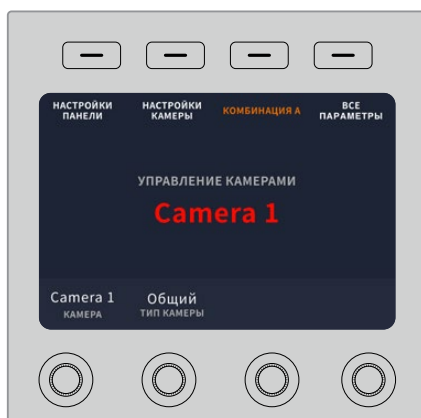 НАСТРОЙКИ ПАНЕЛИ
НАСТРОЙКИ КАМЕРЫ
КОМБИНАЦИЯ А
ВСЕ ПАРАМЕТРЫ
УПРАВЛЕНИЕ КАМЕРАМИ
Camera 1
Camera 1
КАМЕРА
Общий
ТИП КАМЕРЫ